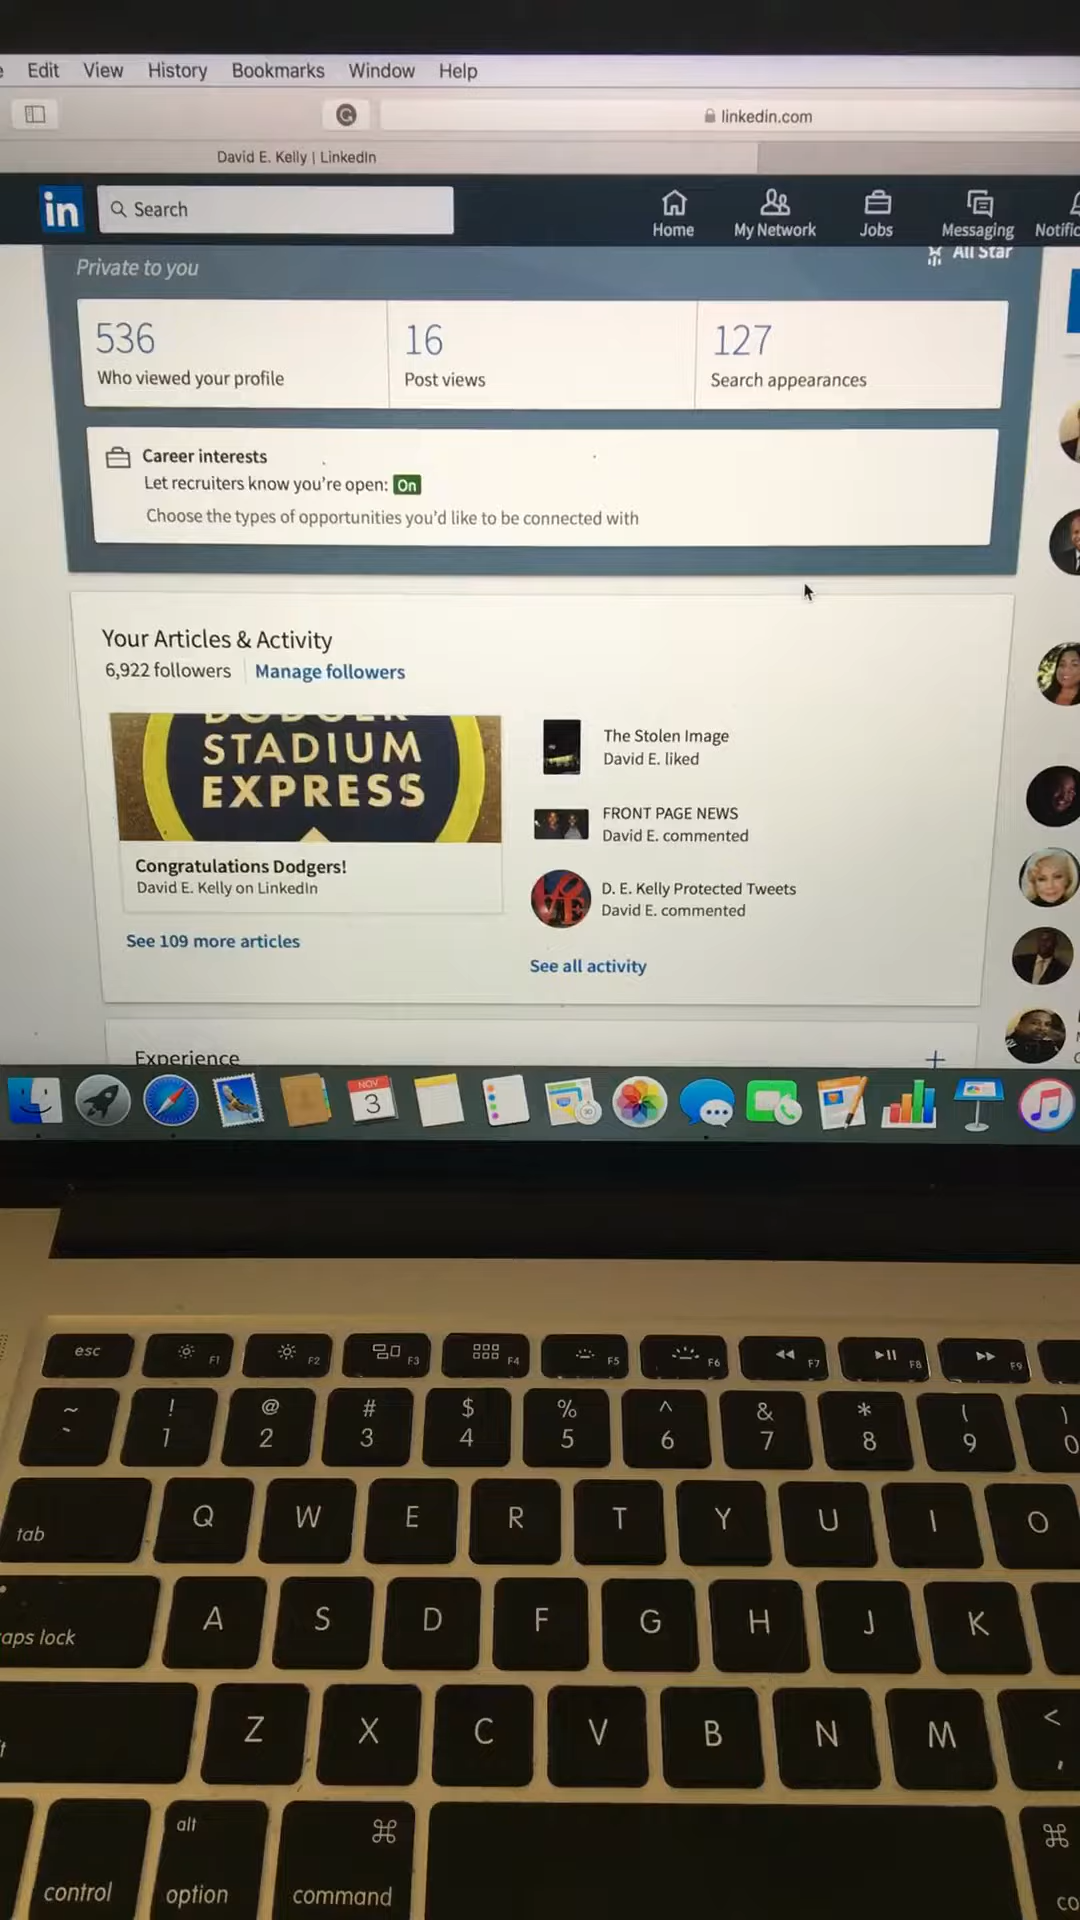 Edit View History Bookmarks Window Help
linkedin.com
David E. Kelly | LinkedIn
in Search Home My Network Jobs Messaging
Private to you
All Star
536
Who viewed your profile
16
Post views
127
Search appearances
Career interests
Let recruiters know you're open: On
Choose the types of opportunities you'd like to be connected with
Your Articles & Activity
6,922 followers Manage followers
STADIUM
EXPRESS
Congratulations Dodgers!
David E. Kelly on LinkedIn
See 109 more articles
The Stolen Image
David E. liked
FRONT PAGE NEWS
David E. commented
LOVE
D. E. Kelly Protected Tweets
David E. commented
See all activity
Experience
NOV
3
esc F1 F2 F3 F4 F5 F6 F7 F8 F9
~ ! @ # $ % ^ & * ( )
` 1 2 3 4 5 6 7 8 9 0
tab Q W E R T Y U I O
A S D F G H J K
Z X C V B N M <
,
alt ⌘ ⌘
control option command